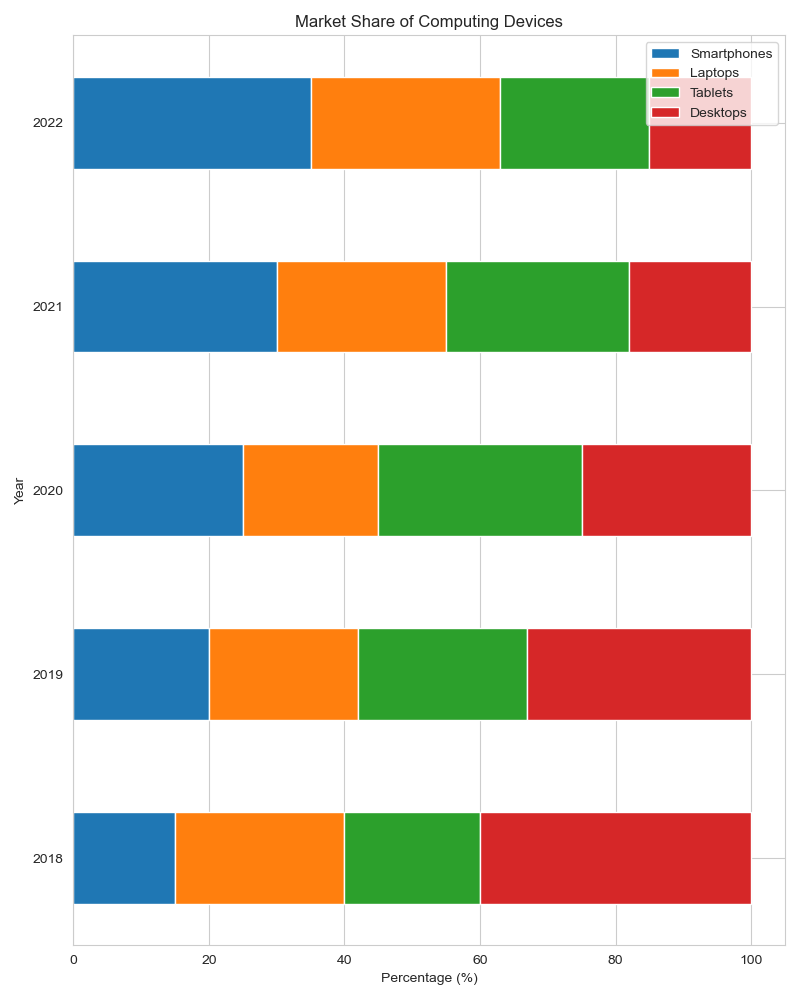 Market Share of Computing Devices
Smartphones
Laptops
Tablets
Desktops
2022
2021
2020
2019
2018
Year
0 20 40 60 80 100
Percentage (%)